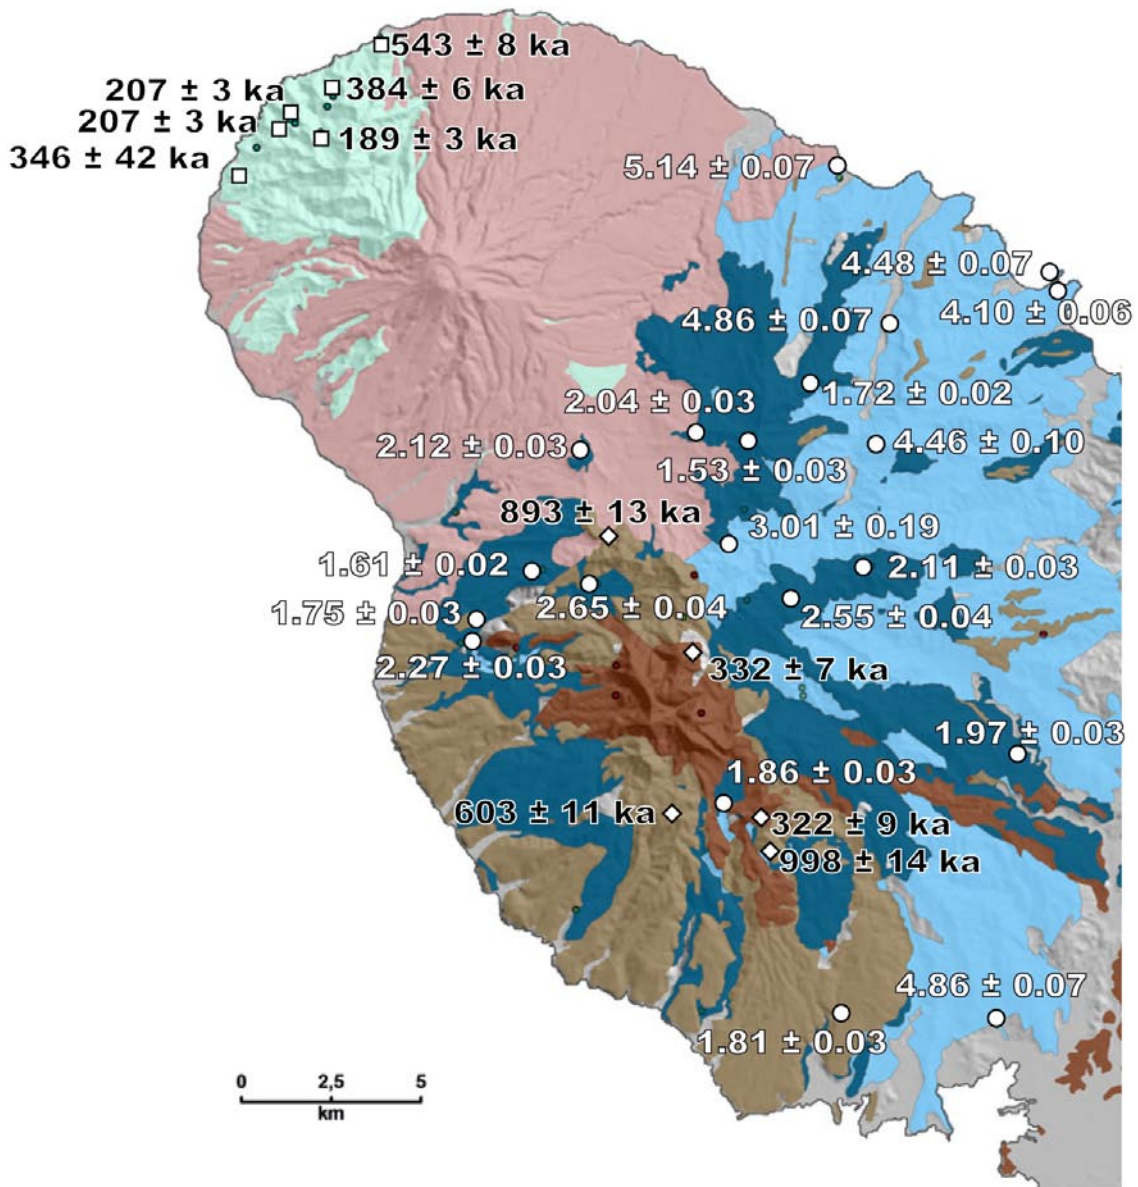 543 ± 8 ka
384 ± 6 ka
207 ± 3 ka
207 ± 3 ka
189 ± 3 ka
346 ± 42 ka
5.14 ± 0.07
4.48 ± 0.07
4.10 ± 0.06
4.86 ± 0.07
1.72 ± 0.02
2.04 ± 0.03
2.12 ± 0.03
4.46 ± 0.10
1.53 ± 0.03
893 ± 13 ka
3.01 ± 0.19
1.61 ± 0.02
2.11 ± 0.03
2.65 ± 0.04
2.55 ± 0.04
1.75 ± 0.03
2.27 ± 0.03
332 ± 7 ka
1.97 ± 0.03
1.86 ± 0.03
603 ± 11 ka
322 ± 9 ka
998 ± 14 ka
4.86 ± 0.07
1.81 ± 0.03
0 2,5 5
km